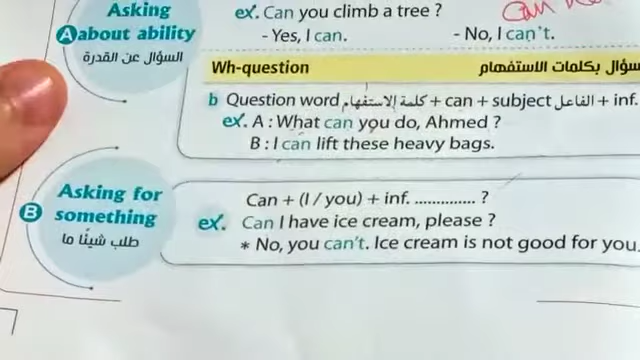 Asking
A about ability
السؤال عن القدرة
ex. Can you climb a tree ?
- Yes, I can. - No, I can't.
Wh-question سؤال بكلمات الاستفهام
b Question word كلمة الإستفهام + can + subject الفاعل + inf.
ex. A : What can you do, Ahmed ?
B : I can lift these heavy bags.
B Asking for
something
طلب شيئًا ما
Can + (I / you) + inf. .............. ?
ex. Can I have ice cream, please ?
* No, you can't. Ice cream is not good for you.